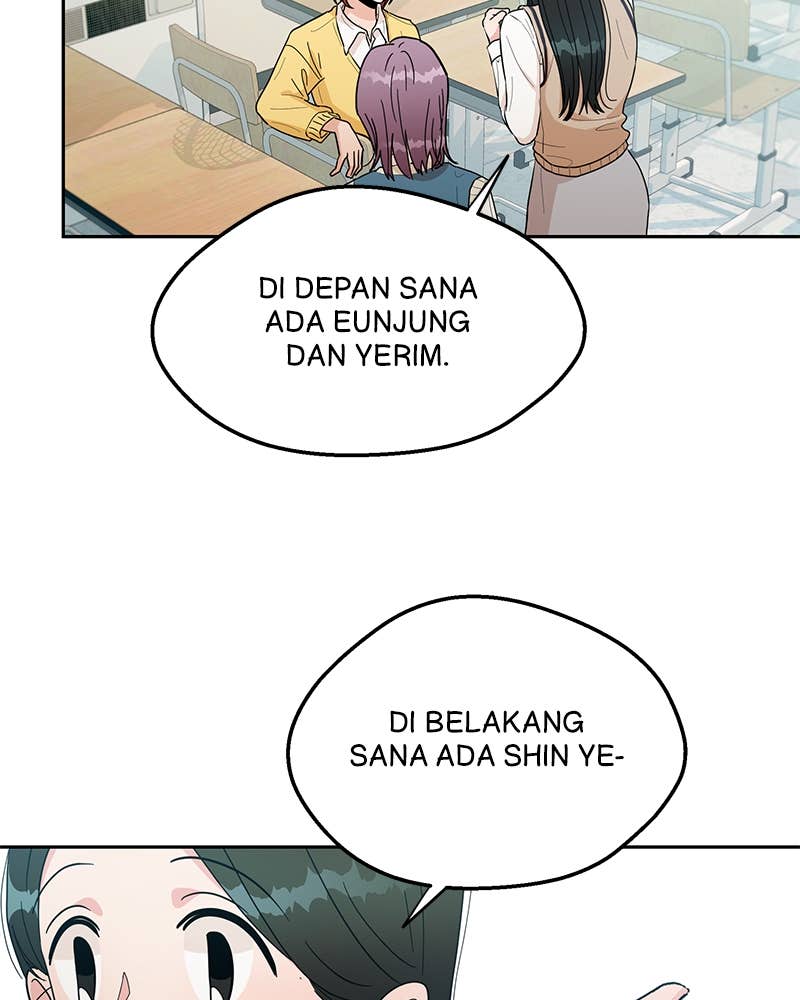 DI DEPAN SANA
ADA EUNJUNG
DAN YERIM.
DI BELAKANG
SANA ADA SHIN YE-